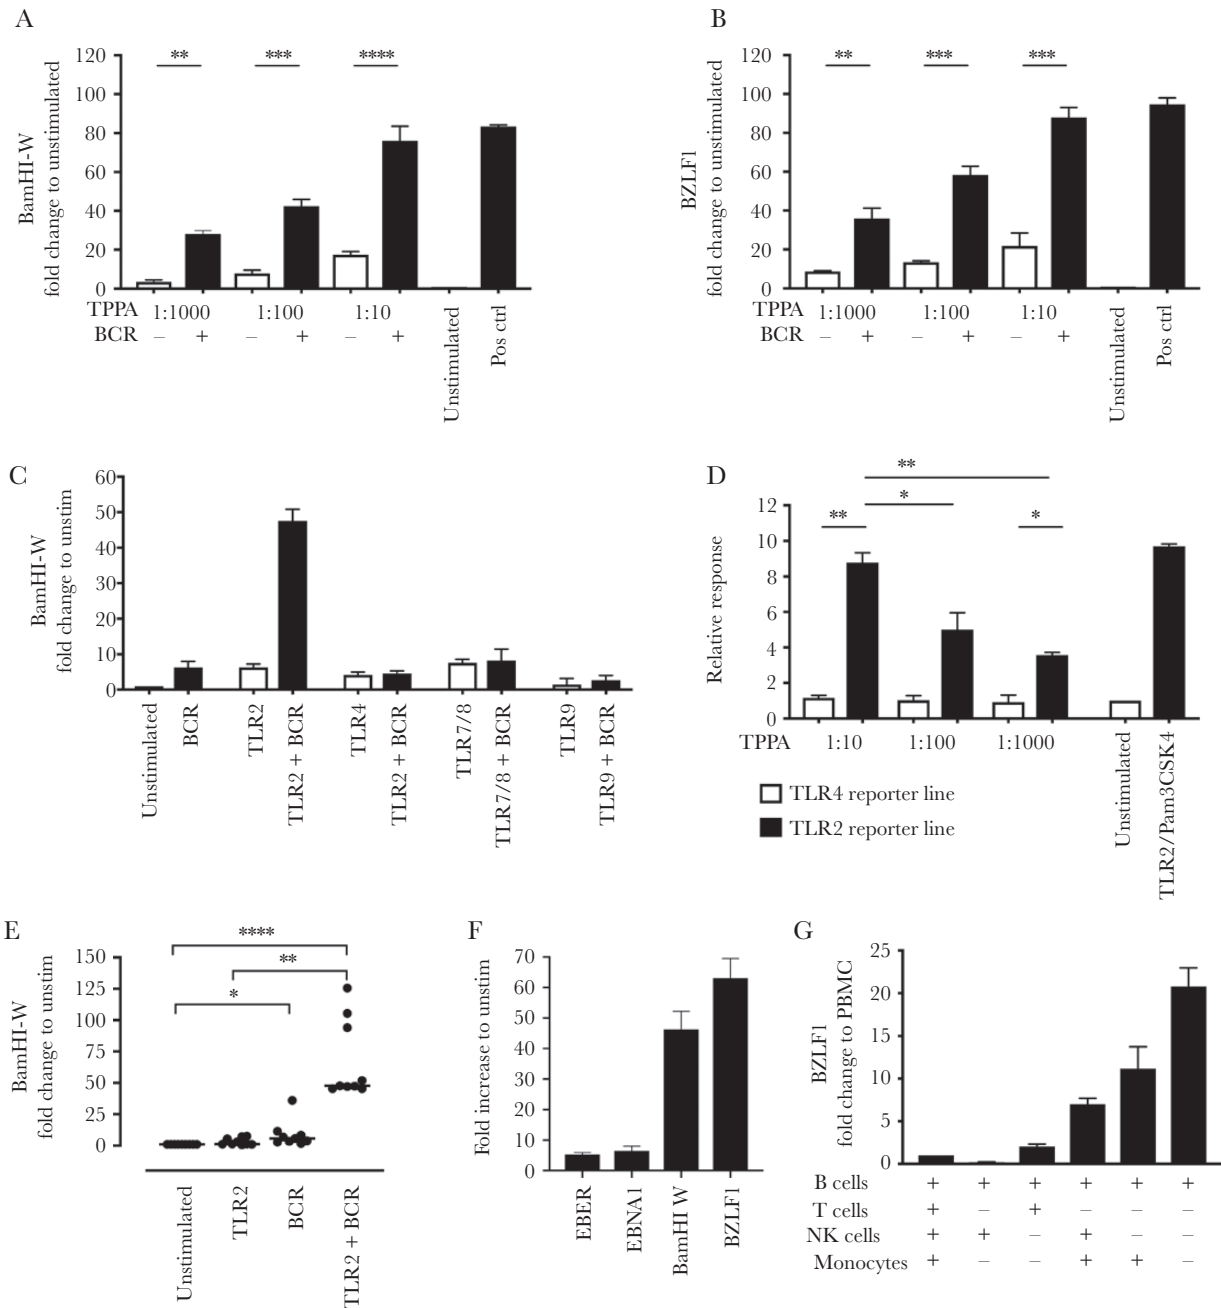 A
BamHI-W
fold change to unstimulated
120
100
80
60
40
20
0
** *** ****
TPPA 1:1000 1:100 1:10
BCR – + – + – +
Unstimulated
Pos ctrl
B
BZLF1
fold change to unstimulated
120
100
80
60
40
20
0
** *** ***
TPPA 1:1000 1:100 1:10
BCR – + – + – +
Unstimulated
Pos ctrl
C
BamHI-W
fold change to unstim
60
50
40
30
20
10
0
Unstimulated
BCR
TLR2
TLR2 + BCR
TLR4
TLR2 + BCR
TLR7/8
TLR7/8 + BCR
TLR9
TLR9 + BCR
D
Relative response
12
10
8
6
4
2
0
**
*
** *
TPPA 1:10 1:100 1:1000
Unstimulated
TLR2/Pam3CSK4
TLR4 reporter line
TLR2 reporter line
E
BamHI-W
fold change to unstim
150
125
100
75
50
25
0
****
**
*
Unstimulated
TLR2
BCR
TLR2 + BCR
F
Fold increase to unstim
70
60
50
40
30
20
10
0
EBER
EBNA1
BamHI W
BZLF1
G
BZLF1
fold change to PBMC
25
20
15
10
5
0
B cells + + + + + +
T cells + – + – – –
NK cells + + – + – –
Monocytes + – – + + –